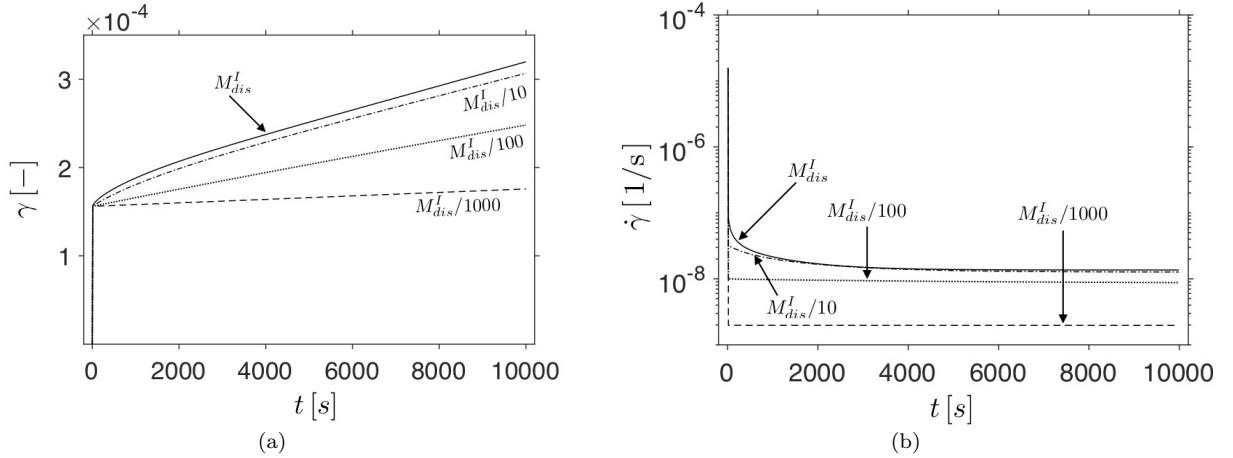 ×10⁻⁴
3
2
1
γ [−]
M^I_dis
M^I_dis/10
M^I_dis/100
M^I_dis/1000
0 2000 4000 6000 8000 10000
t [s]
(a)
10⁻⁴
10⁻⁶
10⁻⁸
γ̇ [1/s]
M^I_dis
M^I_dis/100
M^I_dis/1000
M^I_dis/10
0 2000 4000 6000 8000 10000
t [s]
(b)